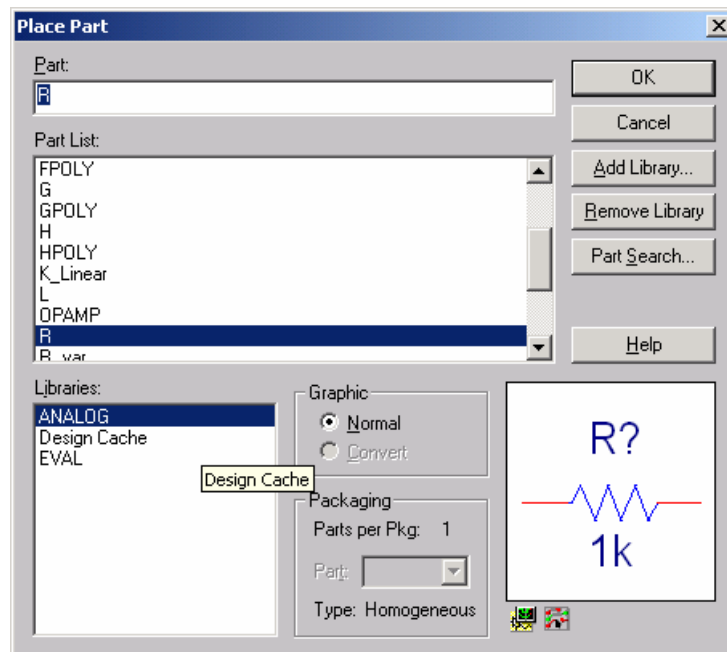 Place Part
Part:
R
OK
Cancel
Part List:
FPOLY
G
GPOLY
H
HPOLY
K_Linear
L
OPAMP
R
R_var
Add Library...
Remove Library
Part Search...
Help
Libraries:
ANALOG
Design Cache
EVAL
Design Cache
Graphic
Normal
Convert
Packaging
Parts per Pkg: 1
Part:
Type: Homogeneous
R?
1k